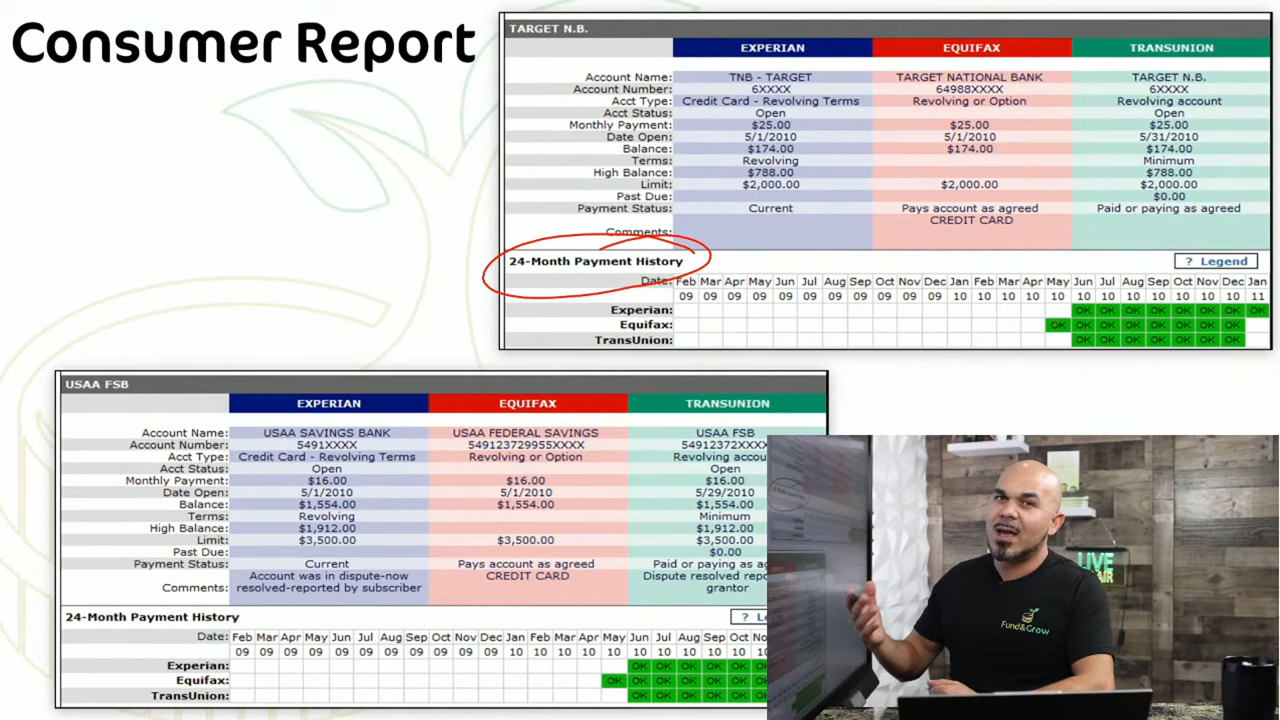 Consumer Report
TARGET N.B.
EXPERIAN EQUIFAX TRANSUNION
Account Name: TNB - TARGET TARGET NATIONAL BANK TARGET N.B.
Account Number: 6XXXX 64988XXXX 6XXXX
Acct Type: Credit Card - Revolving Terms Revolving or Option Revolving account
Acct Status: Open Open
Monthly Payment: $25.00 $25.00 $25.00
Date Open: 5/1/2010 5/1/2010 5/31/2010
Balance: $174.00 $174.00 $174.00
Terms: Revolving Minimum
High Balance: $788.00 $788.00
Limit: $2,000.00 $2,000.00 $2,000.00
Past Due: $0.00
Payment Status: Current Pays account as agreed Paid or paying as agreed
CREDIT CARD
Comments:
24-Month Payment History ? Legend
Date: Feb Mar Apr May Jun Jul Aug Sep Oct Nov Dec Jan Feb Mar Apr May Jun Jul Aug Sep Oct Nov Dec Jan
09 09 09 09 09 09 09 09 09 09 09 10 10 10 10 10 10 10 10 10 10 10 10 11
Experian: OK OK OK OK OK OK OK OK
Equifax: OK OK OK OK OK OK OK OK
TransUnion: OK OK OK OK OK OK OK
USAA FSB
EXPERIAN EQUIFAX TRANSUNION
Account Name: USAA SAVINGS BANK USAA FEDERAL SAVINGS USAA FSB
Account Number: 5491XXXX 549123729955XXXX 54912372XXX
Acct Type: Credit Card - Revolving Terms Revolving or Option Revolving accou
Acct Status: Open Open
Monthly Payment: $16.00 $16.00 $16.00
Date Open: 5/1/2010 5/1/2010 5/29/2010
Balance: $1,554.00 $1,554.00 $1,554.00
Terms: Revolving Minimum
High Balance: $1,912.00 $1,912.00
Limit: $3,500.00 $3,500.00 $3,500.00
Past Due: $0.00
Payment Status: Current Pays account as agreed Paid or paying as ag
Comments: Account was in dispute-now CREDIT CARD Dispute resolved repo
resolved-reported by subscriber grantor
24-Month Payment History ? Le
Date: Feb Mar Apr May Jun Jul Aug Sep Oct Nov Dec Jan Feb Mar Apr May Jun Jul Aug Sep Oct No
09 09 09 09 09 09 09 09 09 09 09 10 10 10 10 10 10 10 10 10 10 10
Experian: OK OK OK OK OK OK
Equifax: OK OK OK OK OK OK OK
TransUnion: OK OK OK OK OK OK
LIVE
AIR
Fund&Grow